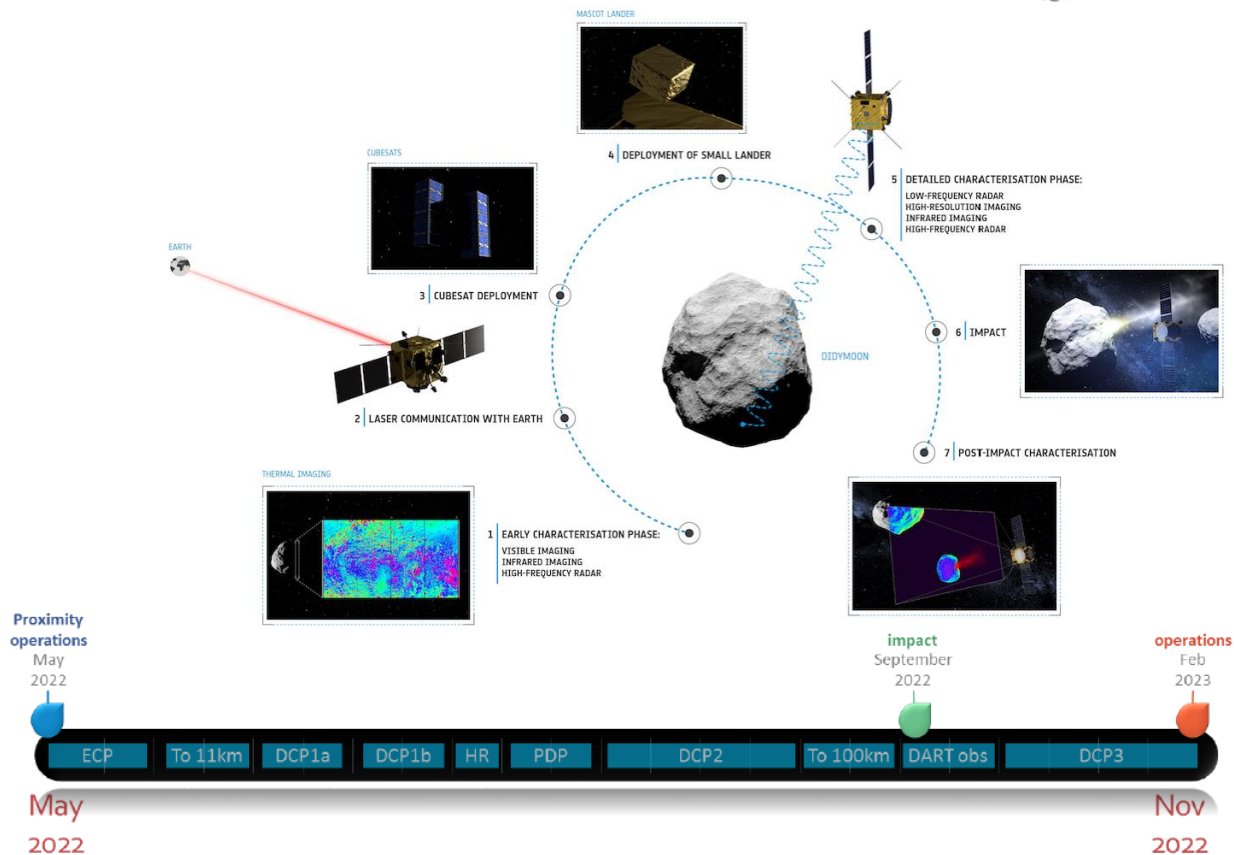 MASCOT LANDER
4 DEPLOYMENT OF SMALL LANDER
CUBESATS
5 DETAILED CHARACTERISATION PHASE:
LOW-FREQUENCY RADAR
HIGH-RESOLUTION IMAGING
INFRARED IMAGING
HIGH-FREQUENCY RADAR
EARTH
3 CUBESAT DEPLOYMENT
6 IMPACT
DIDYMOON
2 LASER COMMUNICATION WITH EARTH
7 POST-IMPACT CHARACTERISATION
THERMAL IMAGING
1 EARLY CHARACTERISATION PHASE:
VISIBLE IMAGING
INFRARED IMAGING
HIGH-FREQUENCY RADAR
Proximity
operations
May
2022
impact
September
2022
operations
Feb
2023
ECP To 11km DCP1a DCP1b HR PDP DCP2 To 100km DART obs DCP3
May
2022
Nov
2022